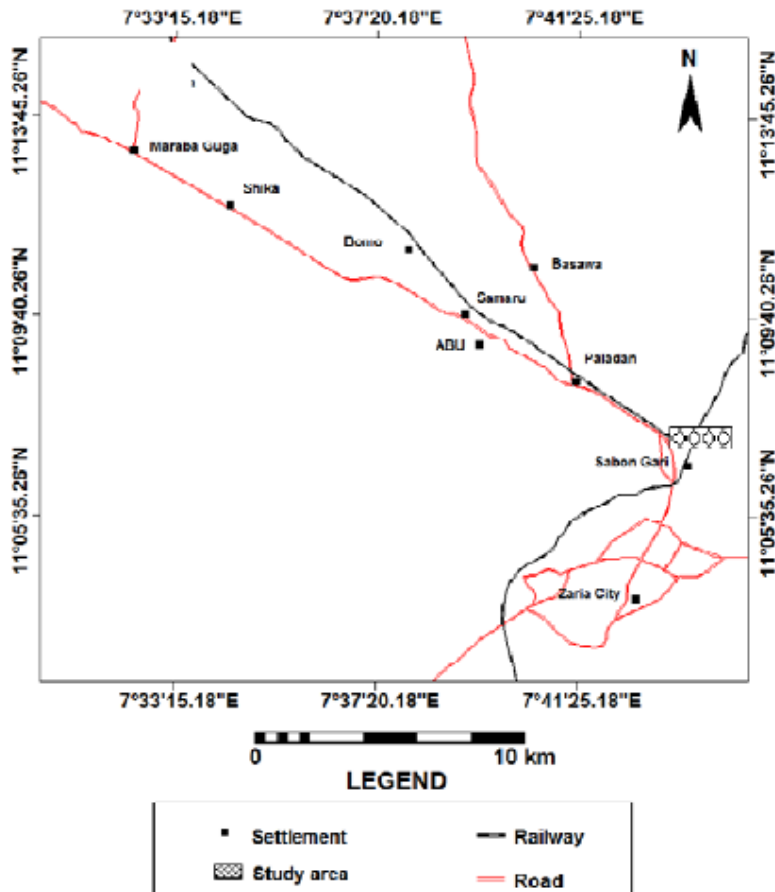 7°33'15.18"E 7°37'20.18"E 7°41'25.18"E
N
11°13'45.26"N
11°13'45.26"N
Maraba Guga
Shika
Bomo
Basawa
11°09'40.26"N
11°09'40.26"N
Samaru
ABU
Paladan
Sabon Gari
11°05'35.26"N
11°05'35.26"N
Zaria City
7°33'15.18"E 7°37'20.18"E 7°41'25.18"E
0 10 km
LEGEND
Settlement Railway
Study area Road